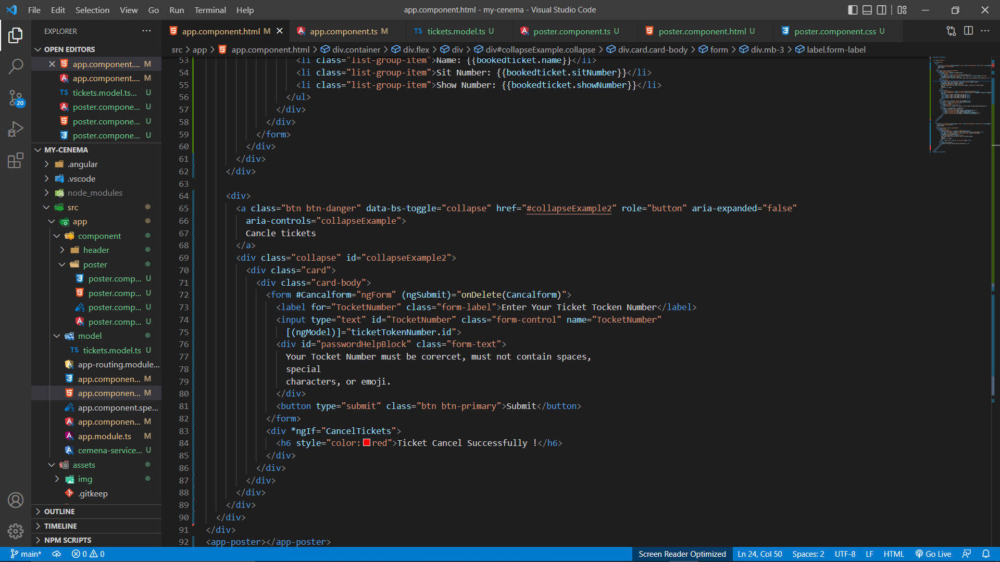 File Edit Selection View Go Run Terminal Help
app.component.html - my-cenema - Visual Studio Code
EXPLORER
app.component.html M
app.component.ts M
TS tickets.model.ts U
poster.component.ts U
poster.component.html U
poster.component.css U
src > app > app.component.html > div.container > div.flex > div > div#collapseExample.collapse > div.card.card-body > form > div.mb-3 > label.form-label
OPEN EDITORS
app.component.... M
app.component.... M
TS tickets.model.ts... U
poster.compone... U
poster.compone... U
poster.compone... U
MY-CENEMA
.angular
.vscode
node_modules
src
app
component
header
poster
poster.comp... U
poster.comp... U
poster.comp... U
poster.comp... U
model
TS tickets.model.ts U
app-routing.module...
app.componen... M
app.componen... M
app.component.spe...
app.componen... M
app.module.ts M
cemena-service... U
assets
img
.gitkeep
OUTLINE
TIMELINE
NPM SCRIPTS
20
53 <li class="list-group-item">Name: {{bookedticket.name}}</li>
54 <li class="list-group-item">Sit Number: {{bookedticket.sitNumber}}</li>
55 <li class="list-group-item">Show Number: {{bookedticket.showNumber}}</li>
56 </ul>
57 </div>
58 </div>
59 </form>
60 </div>
61 </div>
62 </div>
63
64 <div>
65 <a class="btn btn-danger" data-bs-toggle="collapse" href="#collapseExample2" role="button" aria-expanded="false"
66 aria-controls="collapseExample">
67 Cancle tickets
68 </a>
69 <div class="collapse" id="collapseExample2">
70 <div class="card">
71 <div class="card-body">
72 <form #Cancalform="ngForm" (ngSubmit)="onDelete(Cancalform)">
73 <label for="TocketNumber" class="form-label">Enter Your Ticket Tocken Number</label>
74 <input type="text" id="TocketNumber" class="form-control" name="TocketNumber"
75 [(ngModel)]="ticketTokenNumber.id">
76 <div id="passwordHelpBlock" class="form-text">
77 Your Tocket Number must be corercet, must not contain spaces,
78 special
79 characters, or emoji.
80 </div>
81 <button type="submit" class="btn btn-primary">Submit</button>
82 </form>
83 <div *ngIf="CancelTickets">
84 <h6 style="color:red">Ticket Cancel Successfully !</h6>
85 </div>
86 </div>
87 </div>
88 </div>
89 </div>
90 </div>
91 </div>
92 <app-poster></app-poster>
main* 0 0 Screen Reader Optimized Ln 24, Col 50 Spaces: 2 UTF-8 LF HTML Go Live